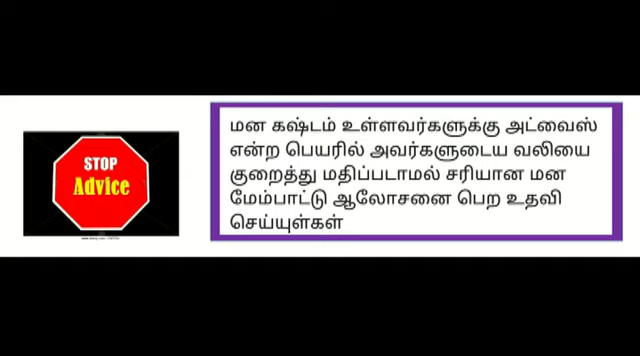 STOP
Advice
மன கஷ்டம் உள்ளவர்களுக்கு அட்வைஸ்
என்ற பெயரில் அவர்களுடைய வலியை
குறைத்து மதிப்படாமல் சரியான மன
மேம்பாட்டு ஆலோசனை பெற உதவி
செய்யுள்கள்